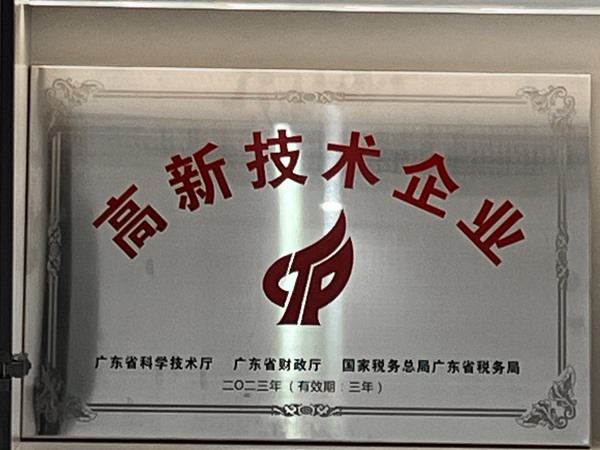 高新技术企业
广东省科学技术厅 广东省财政厅 国家税务总局广东省税务局
二〇二三年(有效期:三年)